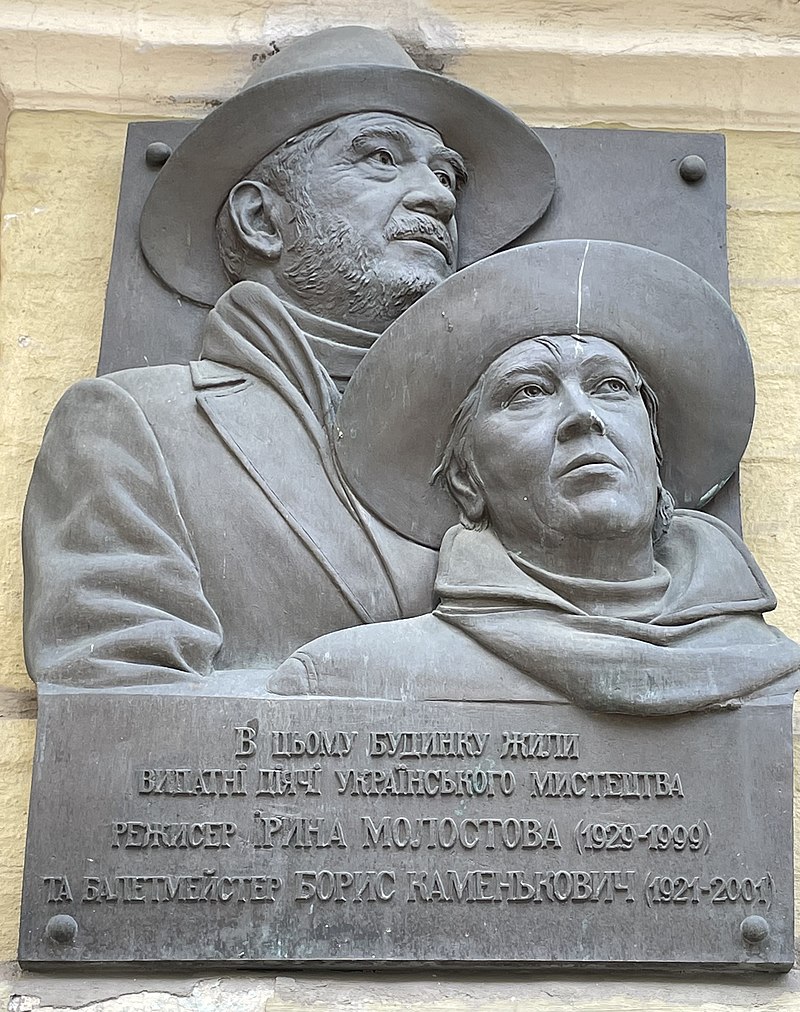 В ЦЬОМУ БУДИНКУ ЖИЛИ
ВИДАТНІ ДІЯЧІ УКРАЇНСЬКОГО МИСТЕЦТВА
РЕЖИСЕР ІРИНА МОЛОСТОВА (1929-1999)
ТА БАЛЕТМЕЙСТЕР БОРИС КАМЕНЬКОВИЧ (1921-2001)